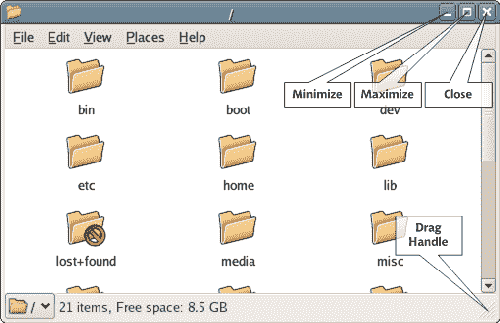 /
File Edit View Places Help
Minimize Maximize Close
bin boot dev
etc home lib
Drag
Handle
lost+found media misc
/ 21 items, Free space: 8.5 GB